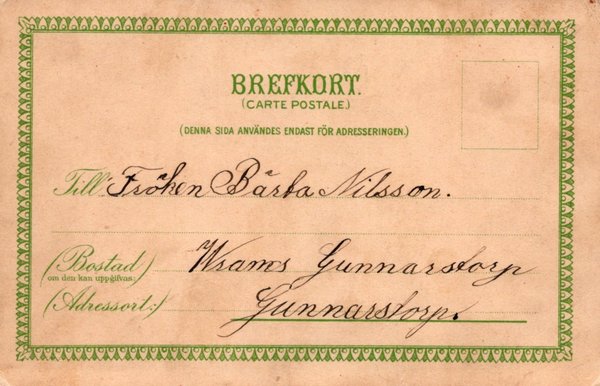 BREFKORT.
(CARTE POSTALE.)
(DENNA SIDA ANVÄNDES ENDAST FÖR ADRESSERINGEN.)
Till: Fröken Bärta Nilsson.
(Bostad) Wrams Gunnarstorp
om den kan uppgifvas:
(Adressort:) Gunnarstorp.